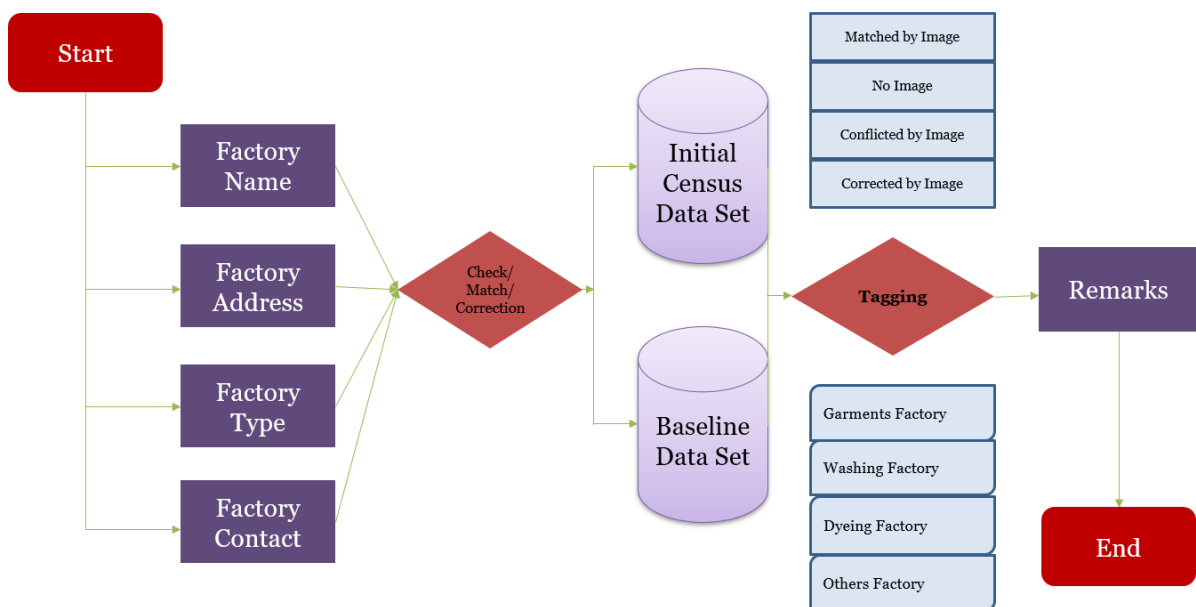 Start
Factory
Name
Factory
Address
Factory
Type
Factory
Contact
Check/
Match/
Correction
Initial
Census
Data Set
Baseline
Data Set
Matched by Image
No Image
Conflicted by Image
Corrected by Image
Tagging
Garments Factory
Washing Factory
Dyeing Factory
Others Factory
Remarks
End